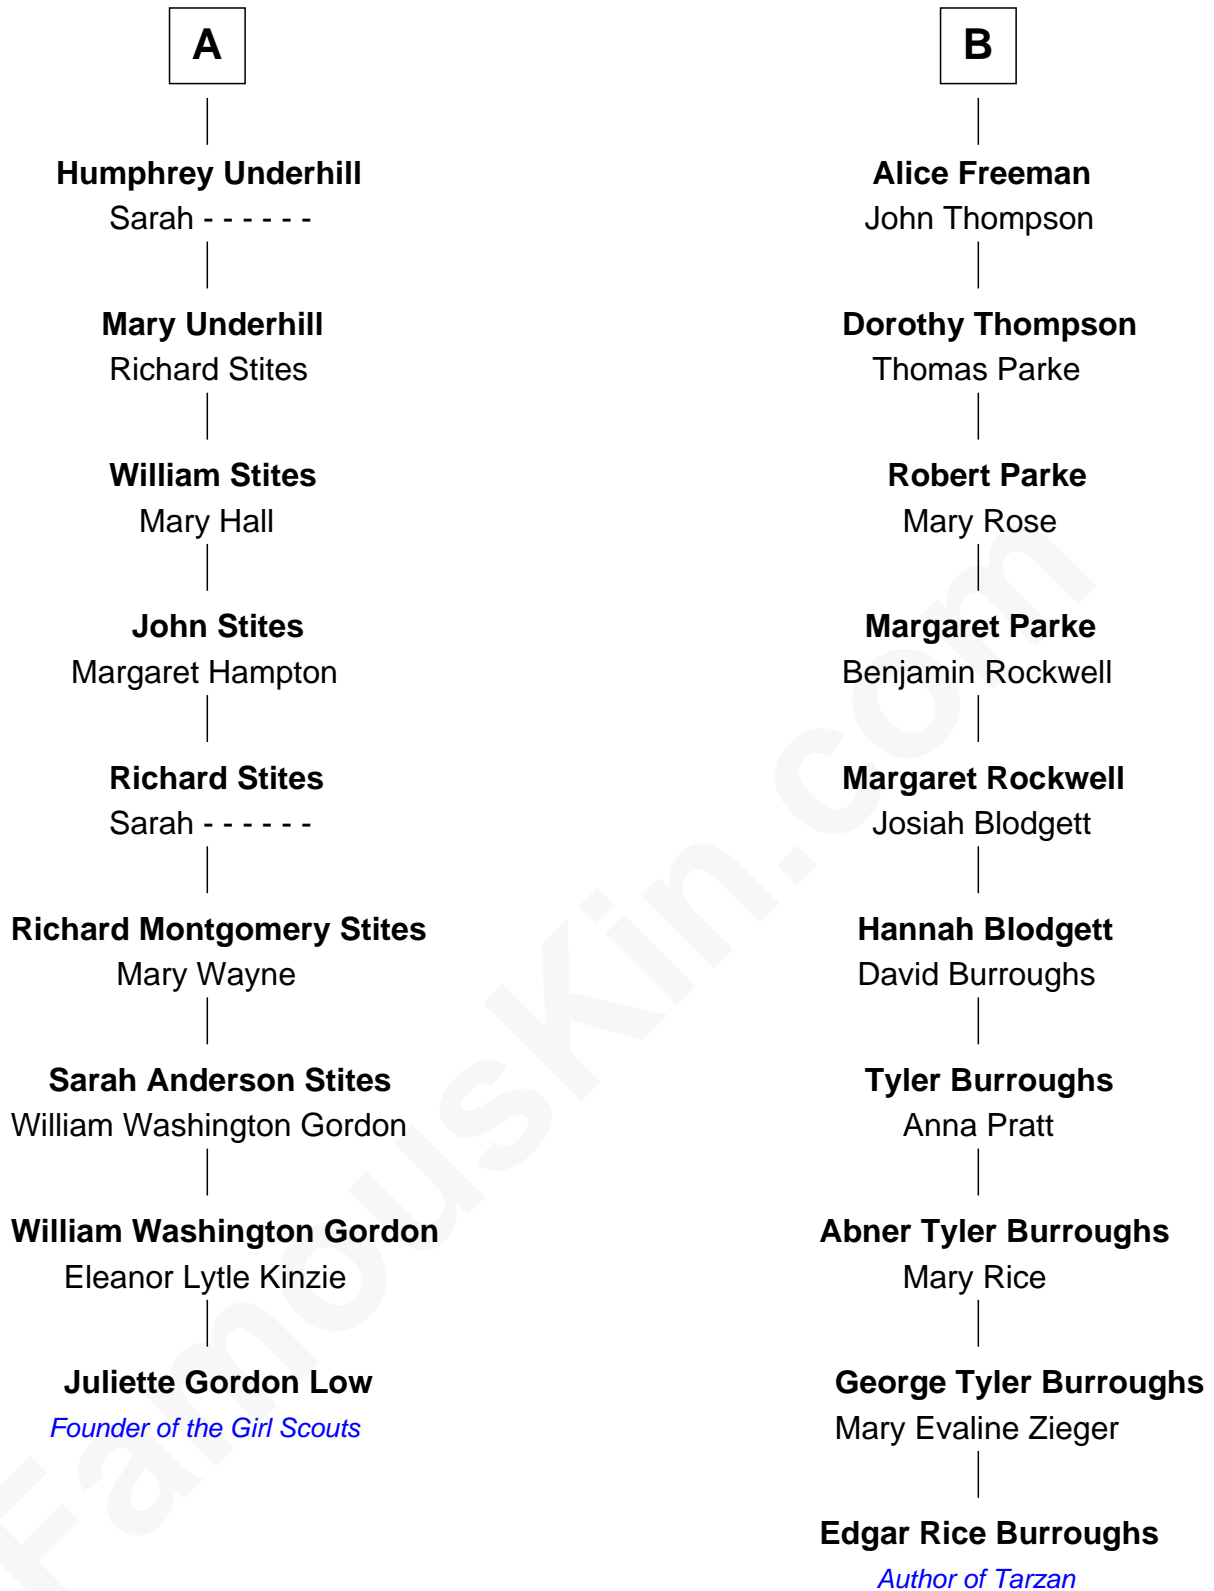 A
Humphrey Underhill
Sarah - - - - - -
Mary Underhill
Richard Stites
William Stites
Mary Hall
John Stites
Margaret Hampton
Richard Stites
Sarah - - - - - -
Richard Montgomery Stites
Mary Wayne
Sarah Anderson Stites
William Washington Gordon
William Washington Gordon
Eleanor Lytle Kinzie
Juliette Gordon Low
Founder of the Girl Scouts
B
Alice Freeman
John Thompson
Dorothy Thompson
Thomas Parke
Robert Parke
Mary Rose
Margaret Parke
Benjamin Rockwell
Margaret Rockwell
Josiah Blodgett
Hannah Blodgett
David Burroughs
Tyler Burroughs
Anna Pratt
Abner Tyler Burroughs
Mary Rice
George Tyler Burroughs
Mary Evaline Zieger
Edgar Rice Burroughs
Author of Tarzan
FamousKin.com